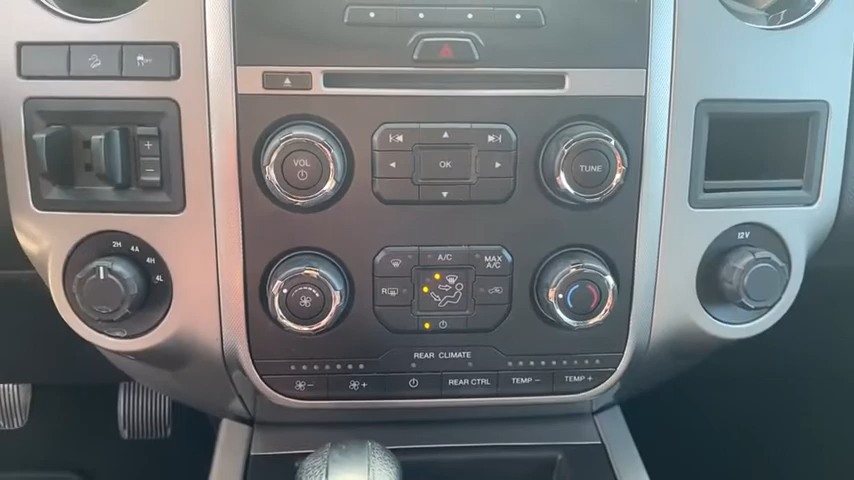 VOL
OK
TUNE
+
−
2H
4A
4H
4L
A/C
MAX
A/C
R
12V
REAR CLIMATE
−
+
REAR CTRL
TEMP −
TEMP +